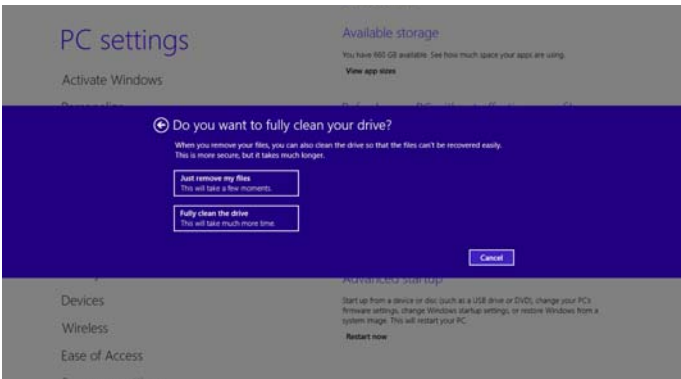 PC settings
Activate Windows
Available storage
You have 660 GB available. See how much space your apps are using.
View app sizes
Do you want to fully clean your drive?
When you remove your files, you can also clean the drive so that the files can't be recovered easily.
This is more secure, but it takes much longer.
Just remove my files
This will take a few moments.
Fully clean the drive
This will take much more time.
Cancel
Devices
Wireless
Ease of Access
Advanced startup
Start up from a device or disc (such as a USB drive or DVD), change your PC's
firmware settings, change Windows startup settings, or restore Windows from a
system image. This will restart your PC.
Restart now